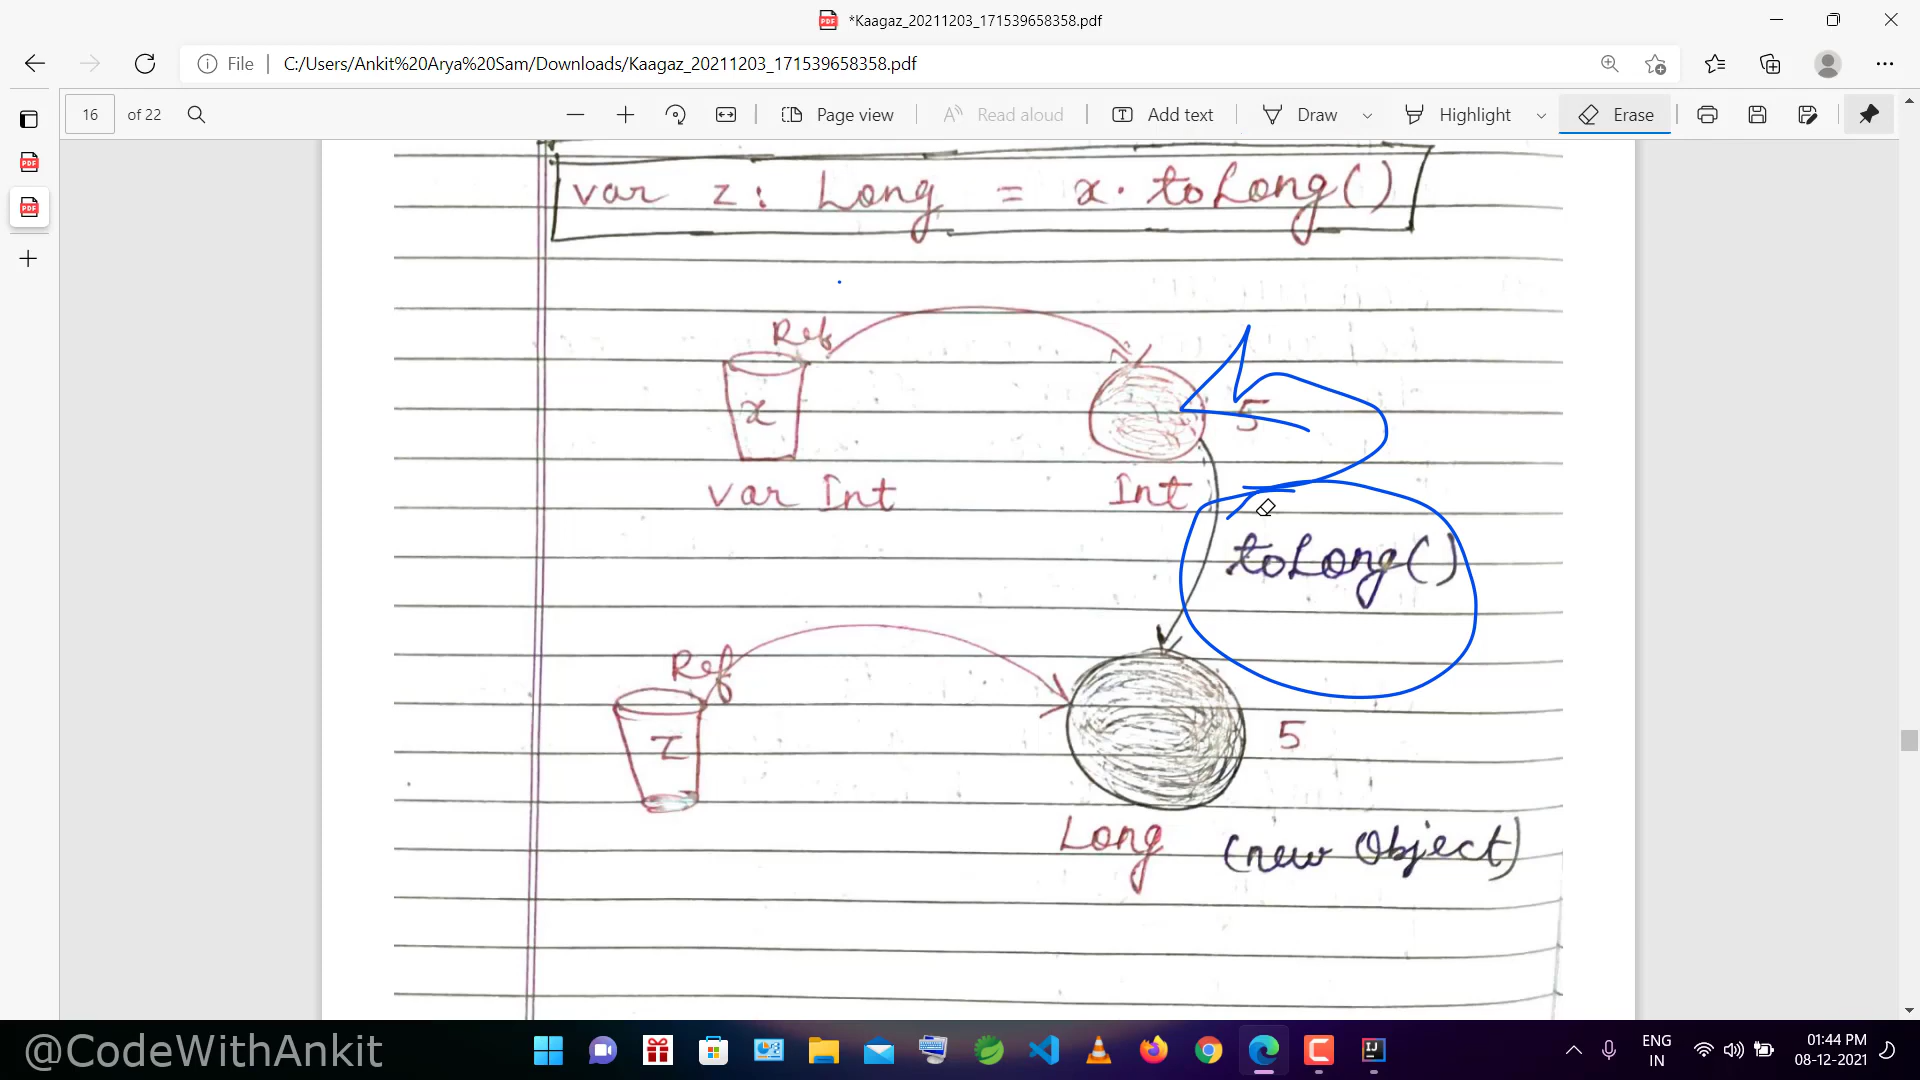 *Kaagaz_20211203_171539658358.pdf
File C:/Users/Ankit%20Arya%20Sam/Downloads/Kaagaz_20211203_171539658358.pdf
16 of 22 Page view Read aloud Add text Draw Highlight Erase
var z: Long = x. toLong()
Ref
x 5
var Int Int
toLong()
Ref
z 5
Long (new Object)
@CodeWithAnkit
ENG 01:44 PM
IN 08-12-2021